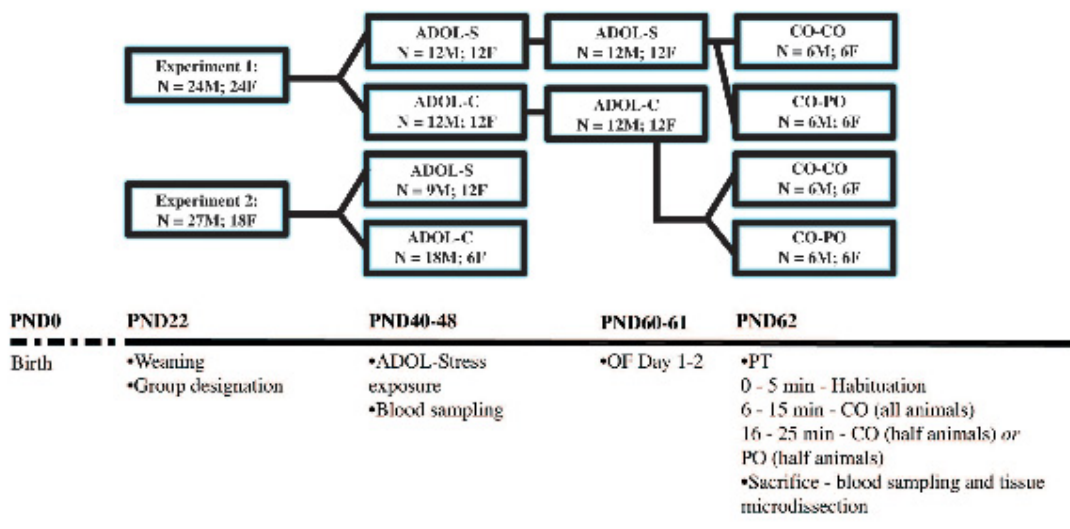 Experiment 1:
N = 24M; 24F
ADOL-S
N = 12M; 12F
ADOL-S
N = 12M; 12F
CO-CO
N = 6M; 6F
CO-PO
N = 6M; 6F
ADOL-C
N = 12M; 12F
ADOL-C
N = 12M; 12F
CO-CO
N = 6M; 6F
CO-PO
N = 6M; 6F
Experiment 2:
N = 27M; 18F
ADOL-S
N = 9M; 12F
ADOL-C
N = 18M; 6F
PND0
Birth
PND22
•Weaning
•Group designation
PND40-48
•ADOL-Stress
exposure
•Blood sampling
PND60-61
•OF Day 1-2
PND62
•PT
0 - 5 min - Habituation
6 - 15 min - CO (all animals)
16 - 25 min - CO (half animals) or
PO (half animals)
•Sacrifice - blood sampling and tissue
microdissection